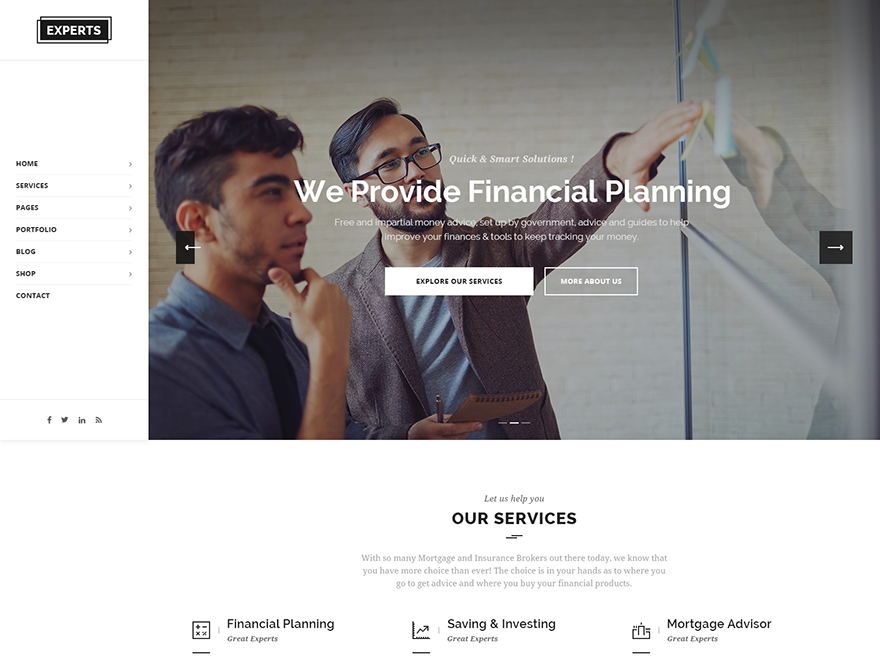 EXPERTS
HOME
SERVICES
PAGES
PORTFOLIO
BLOG
SHOP
CONTACT
Quick & Smart Solutions !
We Provide Financial Planning
Free and impartial money advice, set up by government, advice and guides to help
improve your finances & tools to keep tracking your money.
EXPLORE OUR SERVICES
MORE ABOUT US
Let us help you
OUR SERVICES
With so many Mortgage and Insurance Brokers out there today, we know that
you have more choice than ever! The choice is in your hands as to where you
go to get advice and where you buy your financial products.
Financial Planning
Great Experts
Saving & Investing
Great Experts
Mortgage Advisor
Great Experts